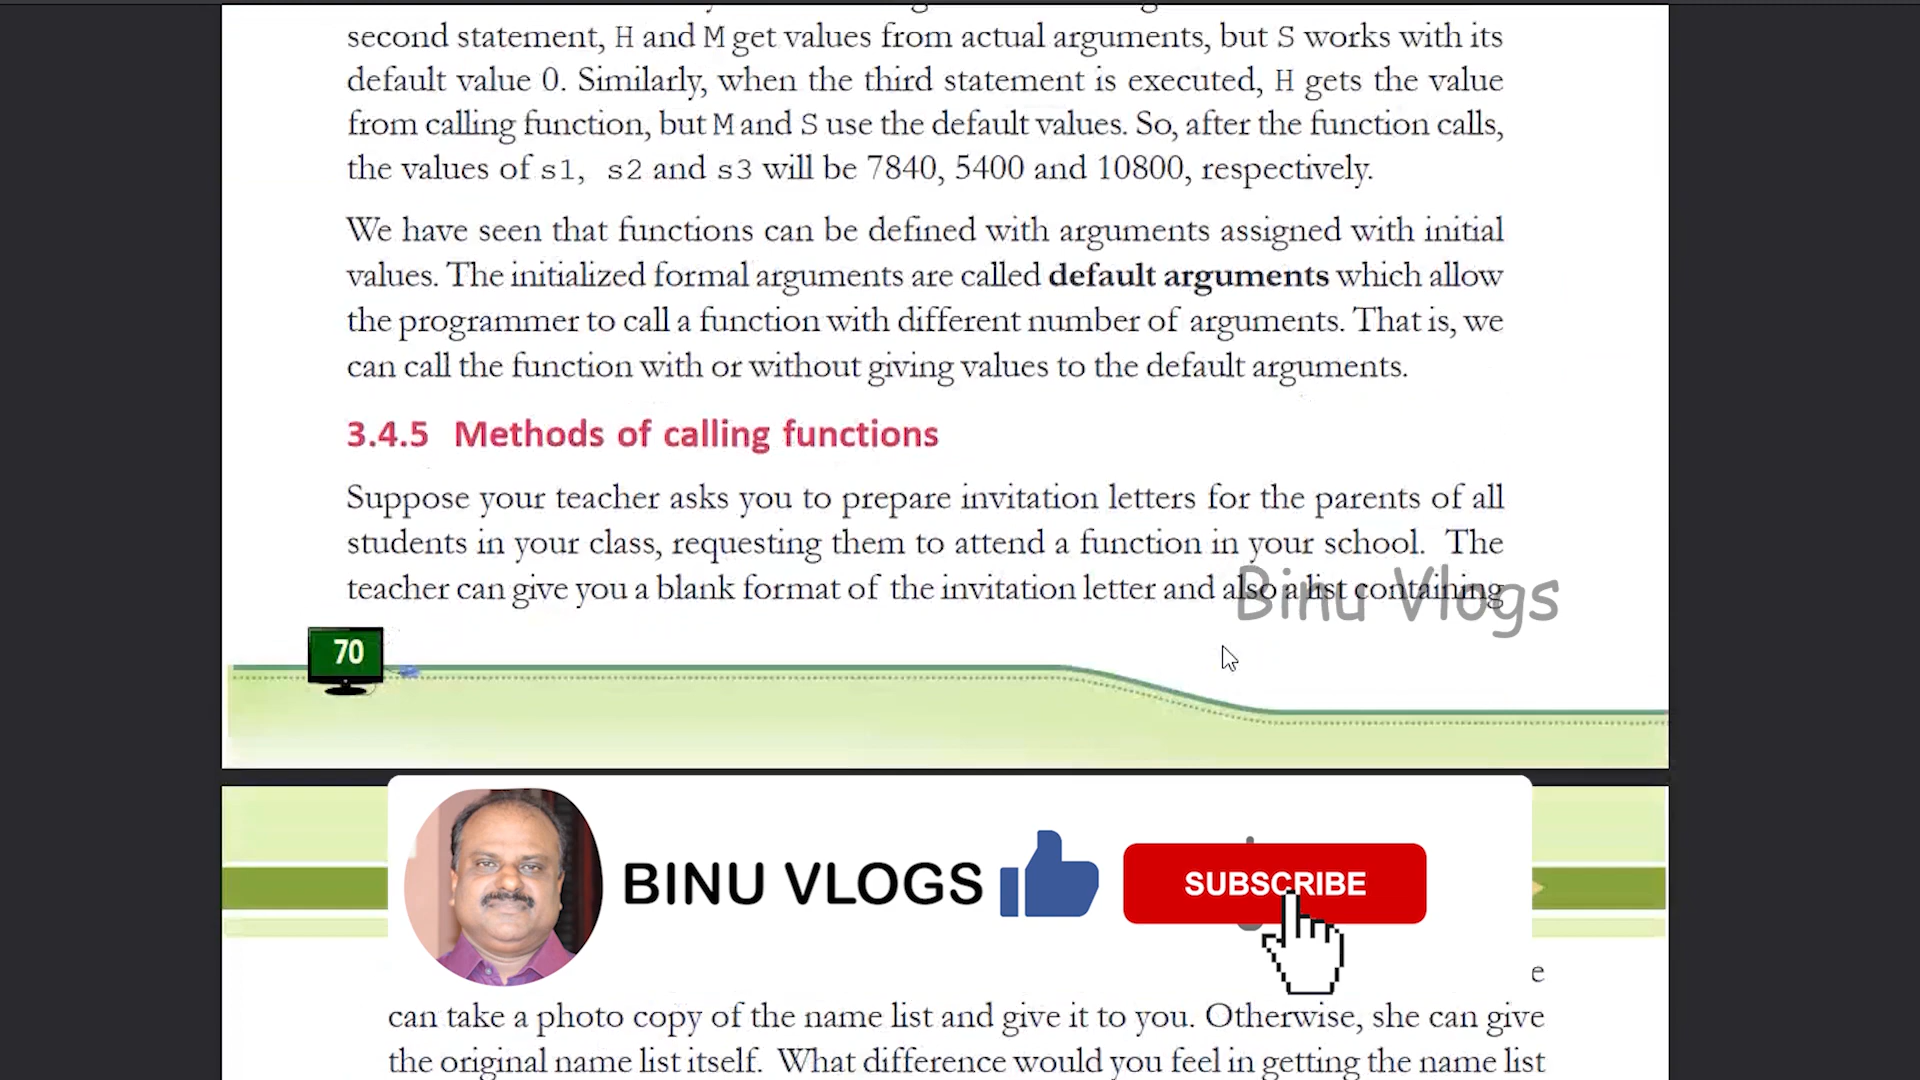 second statement, H and M get values from actual arguments, but S works with its
default value 0. Similarly, when the third statement is executed, H gets the value
from calling function, but M and S use the default values. So, after the function calls,
the values of s1, s2 and s3 will be 7840, 5400 and 10800, respectively.
We have seen that functions can be defined with arguments assigned with initial
values. The initialized formal arguments are called default arguments which allow
the programmer to call a function with different number of arguments. That is, we
can call the function with or without giving values to the default arguments.
3.4.5 Methods of calling functions
Suppose your teacher asks you to prepare invitation letters for the parents of all
students in your class, requesting them to attend a function in your school. The
teacher can give you a blank format of the invitation letter and also a list containing
Binu Vlogs
70
BINU VLOGS
SUBSCRIBE
e
can take a photo copy of the name list and give it to you. Otherwise, she can give
the original name list itself. What difference would you feel in getting the name list